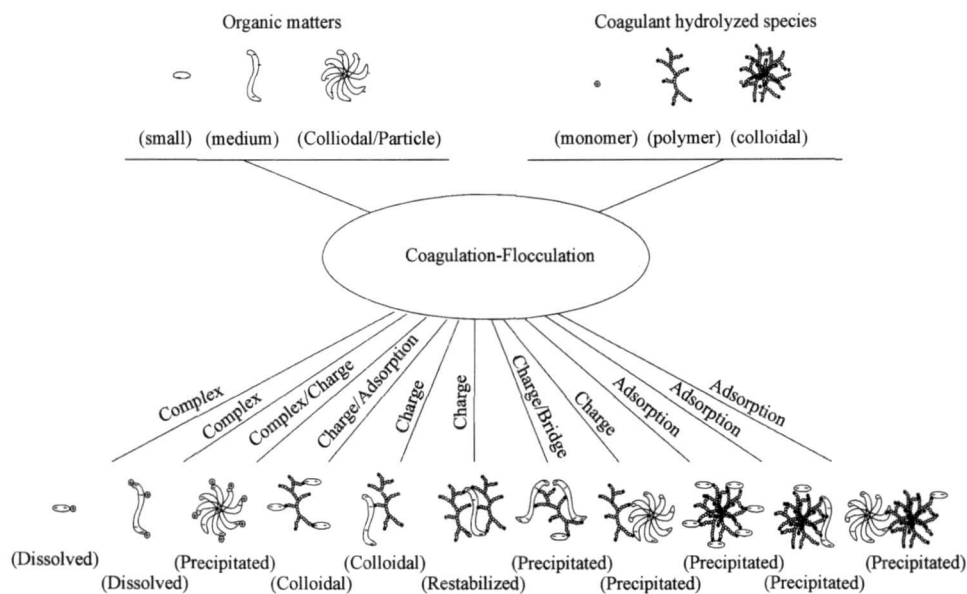 Organic matters
Coagulant hydrolyzed species
(small) (medium) (Colliodal/Particle)
(monomer) (polymer) (colloidal)
Coagulation-Flocculation
Complex
Complex
Complex/Charge
Charge/Adsorption
Charge
Charge
Charge/Bridge
Charge
Adsorption
Adsorption
Adsorption
(Dissolved)
(Dissolved)
(Precipitated)
(Colloidal)
(Colloidal)
(Restabilized)
(Precipitated)
(Precipitated)
(Precipitated)
(Precipitated)
(Precipitated)